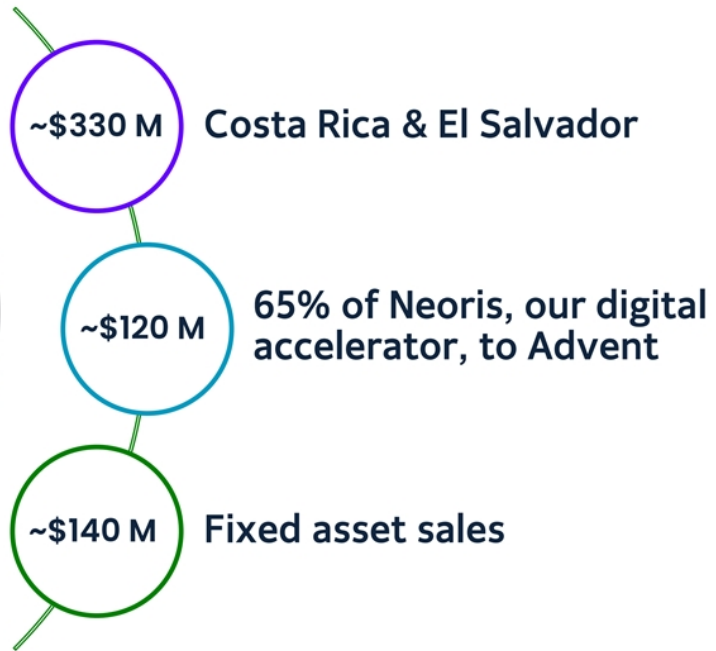 ~$330 M
Costa Rica & El Salvador
~$120 M
65% of Neoris, our digital
accelerator, to Advent
~$140 M
Fixed asset sales